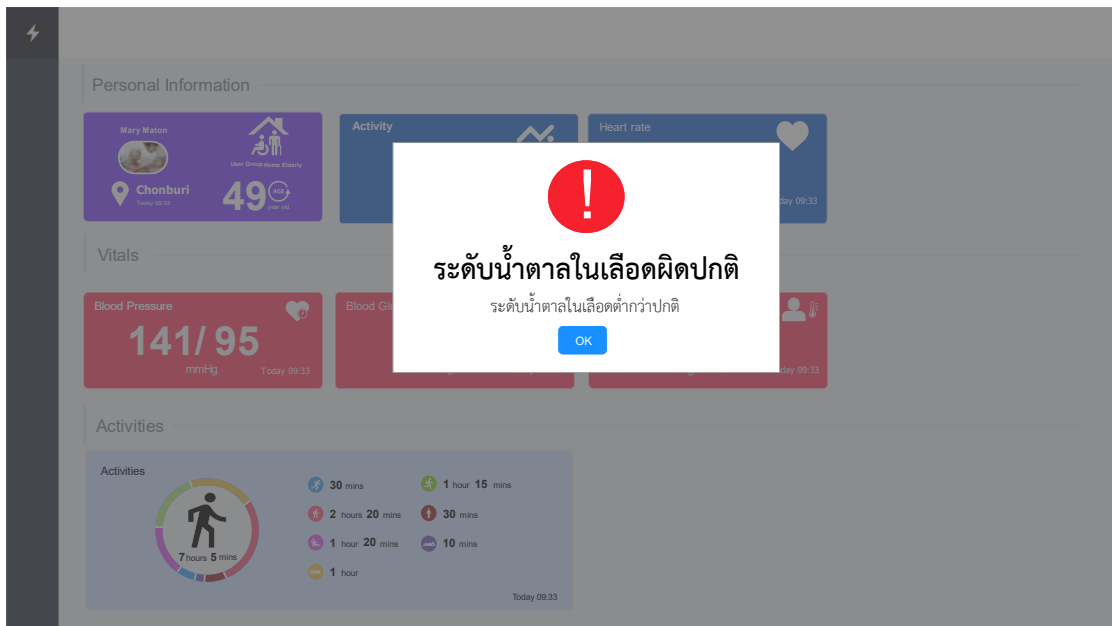 Personal Information
Mary Maton
User Group Home Elderly
Chonburi
Today 09:33
49
AGE
year old
Activity
Heart rate
day 09:33
ระดับน้ำตาลในเลือดผิดปกติ
ระดับน้ำตาลในเลือดต่ำกว่าปกติ
OK
Vitals
Blood Pressure
141/ 95
mmHg
Today 09:33
Blood Gl
day 09:33
Activities
Activities
7 hours 5 mins
30 mins
1 hour 15 mins
2 hours 20 mins
30 mins
1 hour 20 mins
10 mins
1 hour
Today 09:33